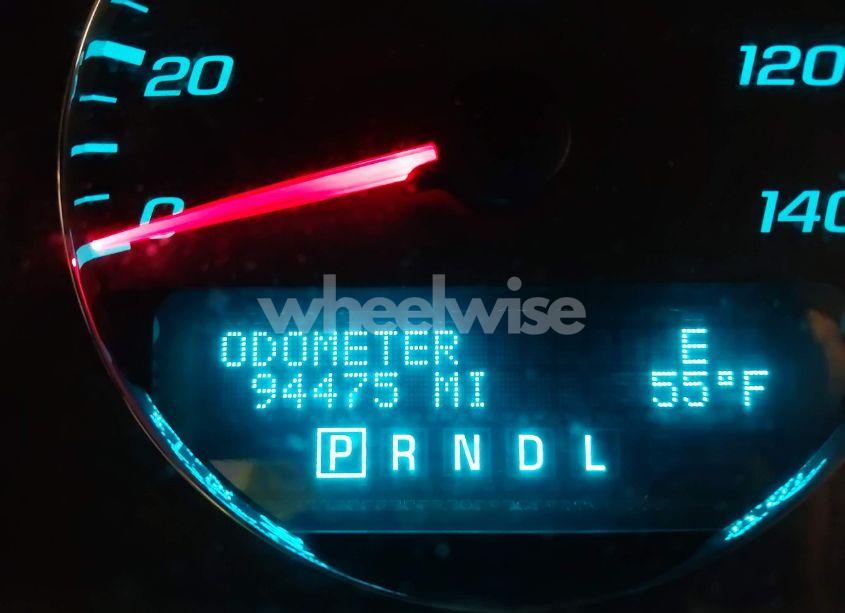 20
120
0
140
wheelwise
ODOMETER E
94475 MI 55°F
P R N D L